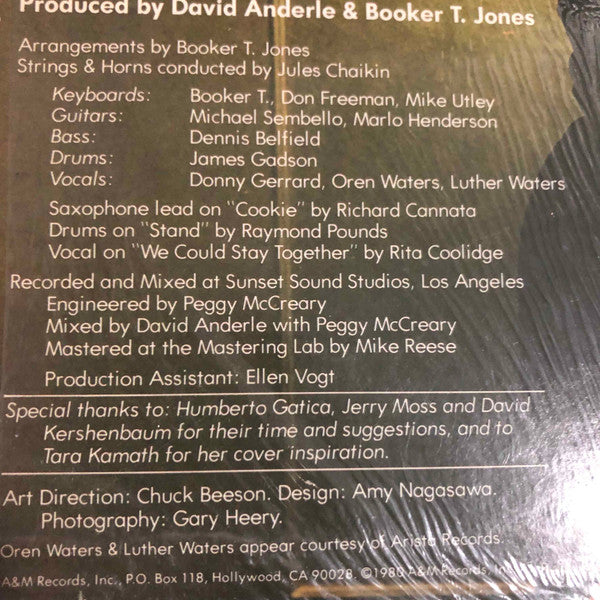 Produced by David Anderle & Booker T. Jones
Arrangements by Booker T. Jones
Strings & Horns conducted by Jules Chaikin
Keyboards: Booker T., Don Freeman, Mike Utley
Guitars: Michael Sembello, Marlo Henderson
Bass: Dennis Belfield
Drums: James Gadson
Vocals: Donny Gerrard, Oren Waters, Luther Waters
Saxophone lead on "Cookie" by Richard Cannata
Drums on "Stand" by Raymond Pounds
Vocal on "We Could Stay Together" by Rita Coolidge
Recorded and Mixed at Sunset Sound Studios, Los Angeles
Engineered by Peggy McCreary
Mixed by David Anderle with Peggy McCreary
Mastered at the Mastering Lab by Mike Reese
Production Assistant: Ellen Vogt
Special thanks to: Humberto Gatica, Jerry Moss and David
Kershenbaum for their time and suggestions, and to
Tara Kamath for her cover inspiration.
Art Direction: Chuck Beeson. Design: Amy Nagasawa.
Photography: Gary Heery.
Oren Waters & Luther Waters appear courtesy of Arista Records.
A&M Records, Inc., P.O. Box 118, Hollywood, CA 90028. ©1980 A&M Records,